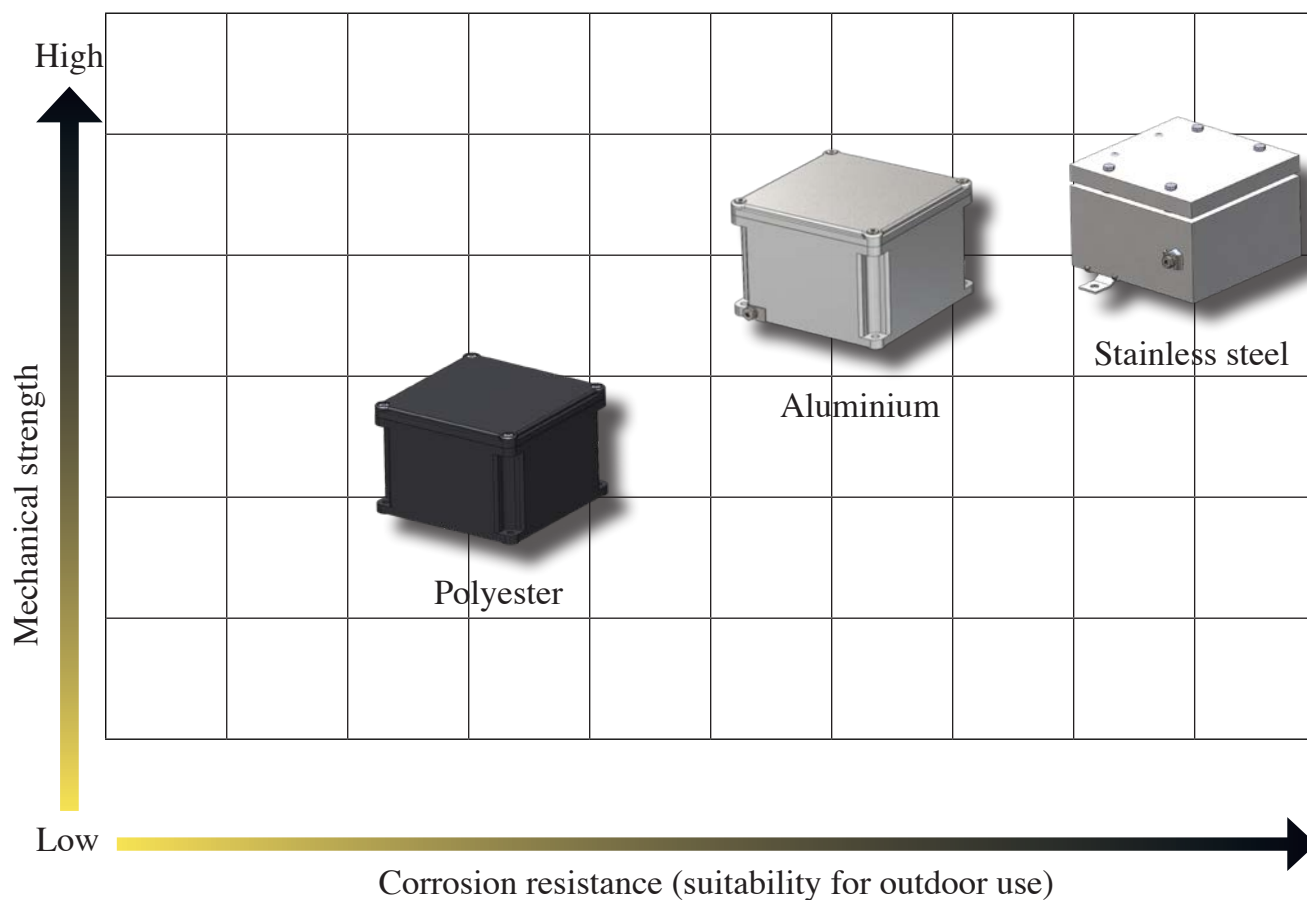 High
Stainless steel
Aluminium
Mechanical strength
Polyester
Low
Corrosion resistance (suitability for outdoor use)